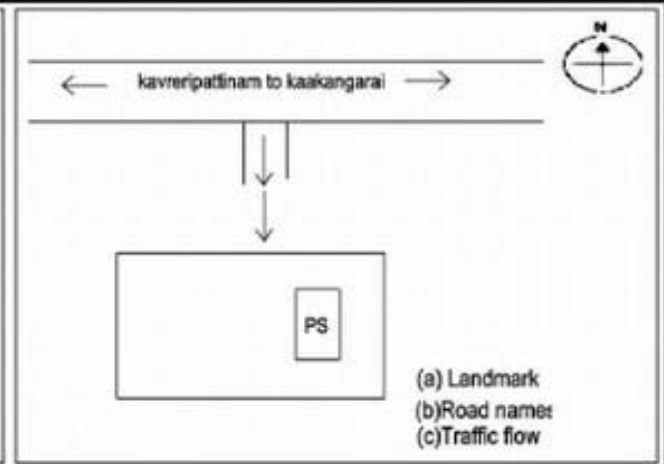 N
kavreripattinam to kaakangarai
PS
(a) Landmark
(b)Road names
(c)Traffic flow